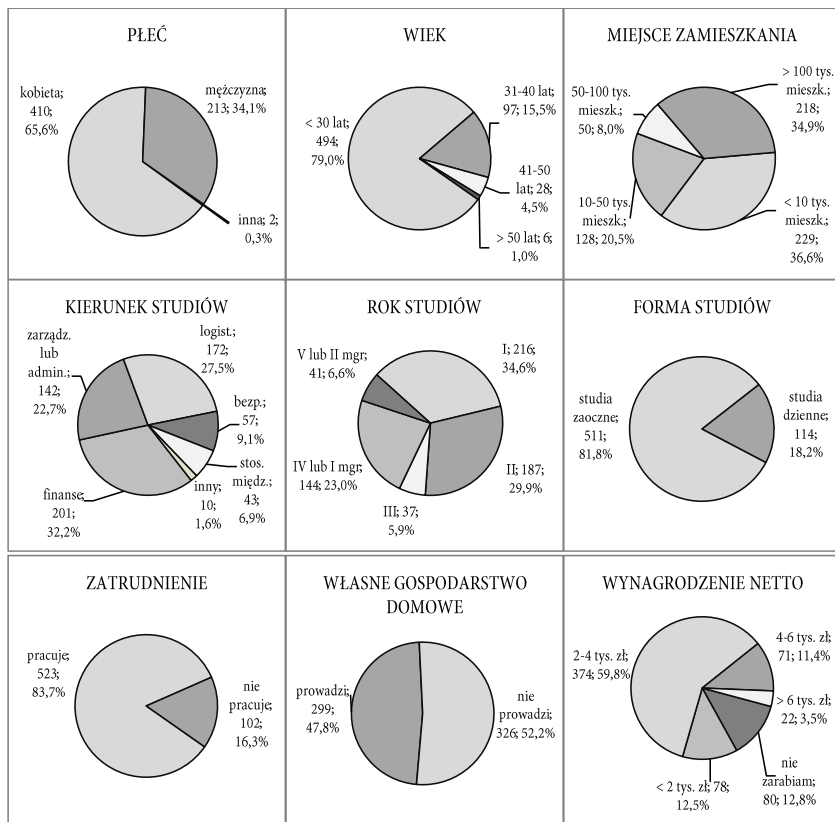 PŁEĆ
kobieta;
410
65,6%
mężczyzna;
213; 34,1%
inna; 2;
0,3%
WIEK
< 30 lat;
494
79,0%
31-40 lat;
97; 15,5%
41-50
lat; 28
4,5%
> 50 lat; 6
1,0%
MIEJSCE ZAMIESZKANIA
50-100 tys.
mieszk.;
50; 8,0%
> 100 tys.
mieszk.;
218;
34,9%
10-50 tys.
mieszk.;
128; 20,5%
< 10 tys.
mieszk.;
229;
36,6%
KIERUNEK STUDIÓW
zarządz.
lub
admin.;
142;
22,7%
logist.;
172;
27,5%
bezp.;
57;
9,1%
stos.
międz.;
43;
6,9%
inny;
10;
1,6%
finanse;
201;
32,2%
ROK STUDIÓW
V lub II mgr;
41; 6,6%
I; 216;
34,6%
IV lub I mgr;
144; 23,0%
II; 187;
29,9%
III; 37;
5,9%
FORMA STUDIÓW
studia
zaoczne;
511;
81,8%
studia
dzienne;
114;
18,2%
ZATRUDNIENIE
pracuje;
523;
83,7%
nie
pracuje;
102;
16,3%
WŁASNE GOSPODARSTWO
DOMOWE
prowadzi;
299;
47,8%
nie
prowadzi;
326; 52,2%
WYNAGRODZENIE NETTO
2-4 tys. zł;
374; 59,8%
4-6 tys. zł;
71; 11,4%
> 6 tys. zł;
22; 3,5%
nie
zarabiam;
80; 12,8%
< 2 tys. zł; 78;
12,5%